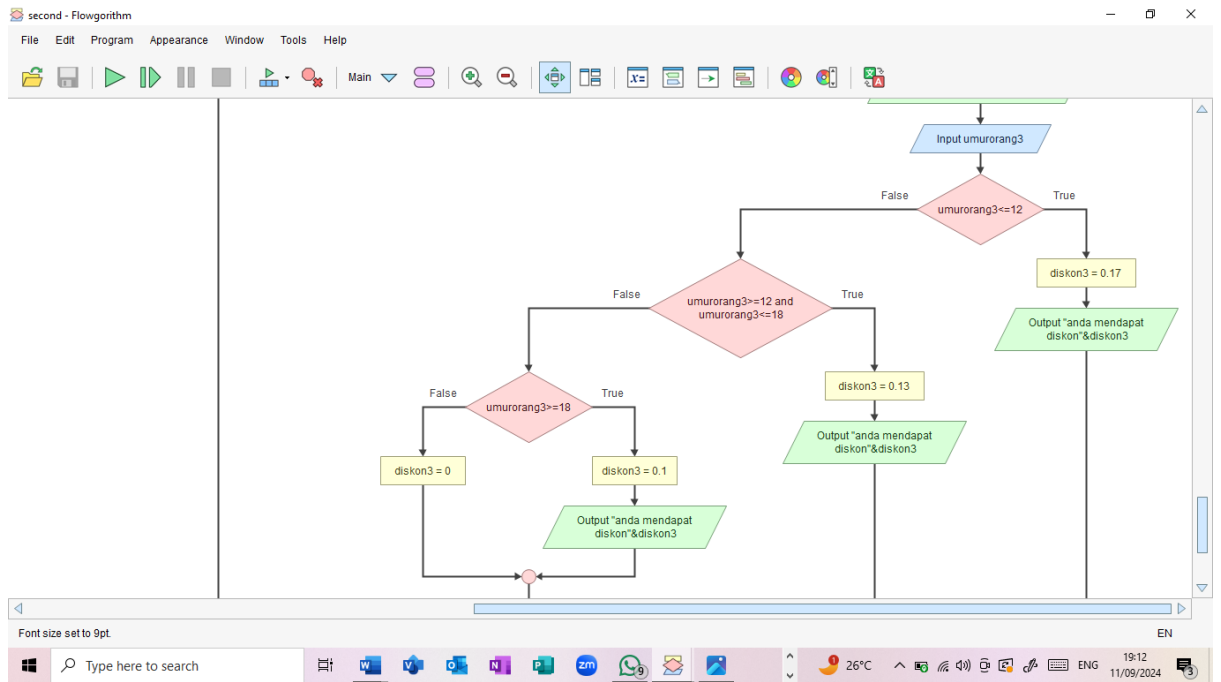 second - Flowgorithm
File Edit Program Appearance Window Tools Help
Main
Input umurorang3
False
True
umurorang3<=12
diskon3 = 0.17
False
True
umurorang3>=12 and
umurorang3<=18
Output "anda mendapat
diskon"&diskon3
diskon3 = 0.13
False
True
umurorang3>=18
Output "anda mendapat
diskon"&diskon3
diskon3 = 0
diskon3 = 0.1
Output "anda mendapat
diskon"&diskon3
Font size set to 9pt.
EN
Type here to search
9
26°C
ENG
19:12
11/09/2024
3